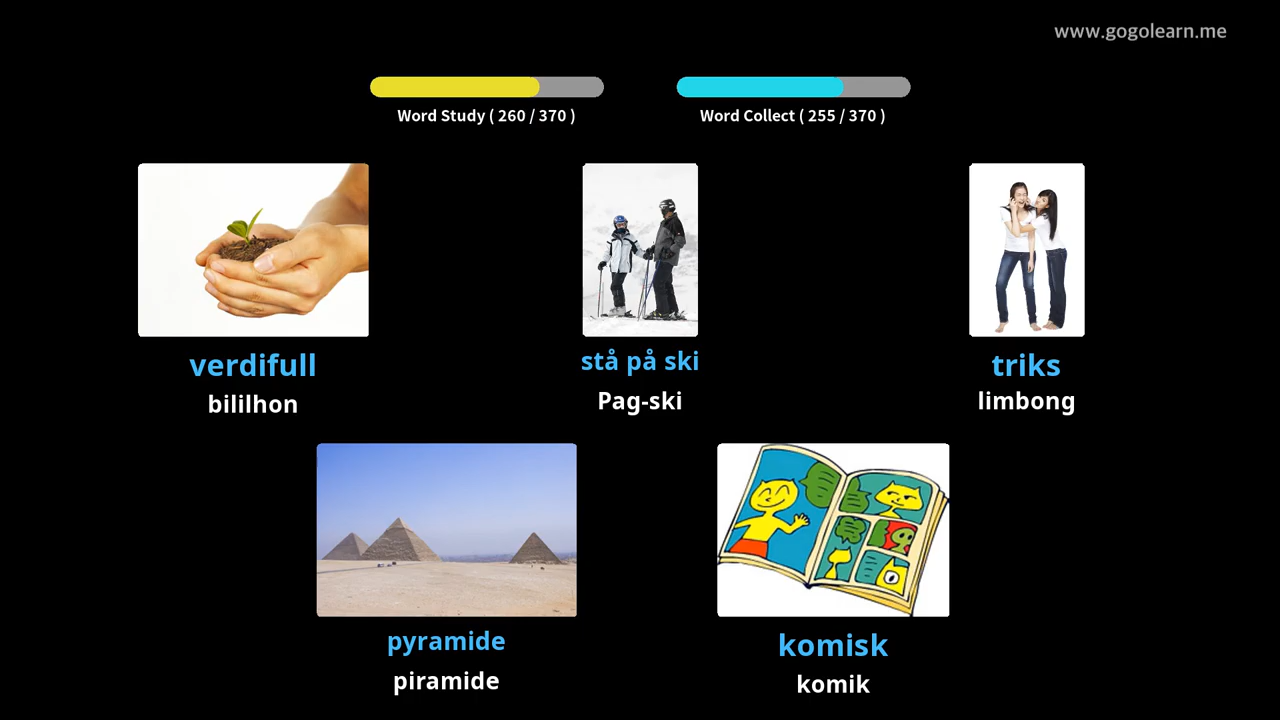 www.gogolearn.me
Word Study ( 260 / 370 )
Word Collect ( 255 / 370 )
verdifull
bililhon
stå på ski
Pag-ski
triks
limbong
pyramide
piramide
komisk
komik